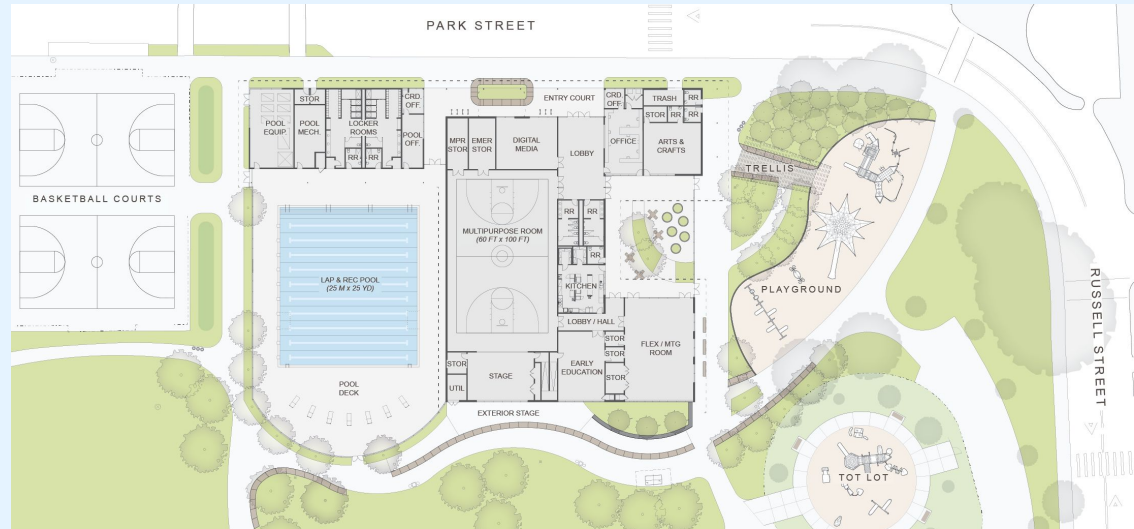 PARK STREET
ENTRY COURT
CRD
OFF.
TRASH
RR
STOR
RR
RR
POOL
EQUIP.
STOR
POOL
MECH.
LOCKER
ROOMS
RR
RR
CRD
OFF.
POOL
OFF.
MPR
STOR
EMER
STOR
DIGITAL
MEDIA
LOBBY
OFFICE
ARTS &
CRAFTS
TRELLIS
BASKETBALL COURTS
RR
RR
MULTIPURPOSE ROOM
(60 FT x 100 FT)
RR
LAP & REC POOL
(25 M x 25 YD)
KITCHEN
PLAYGROUND
RUSSELL STREET
LOBBY / HALL
STOR
STOR
STOR
FLEX / MTG
ROOM
EARLY
EDUCATION
STOR
UTIL
STAGE
POOL
DECK
EXTERIOR STAGE
TOT LOT